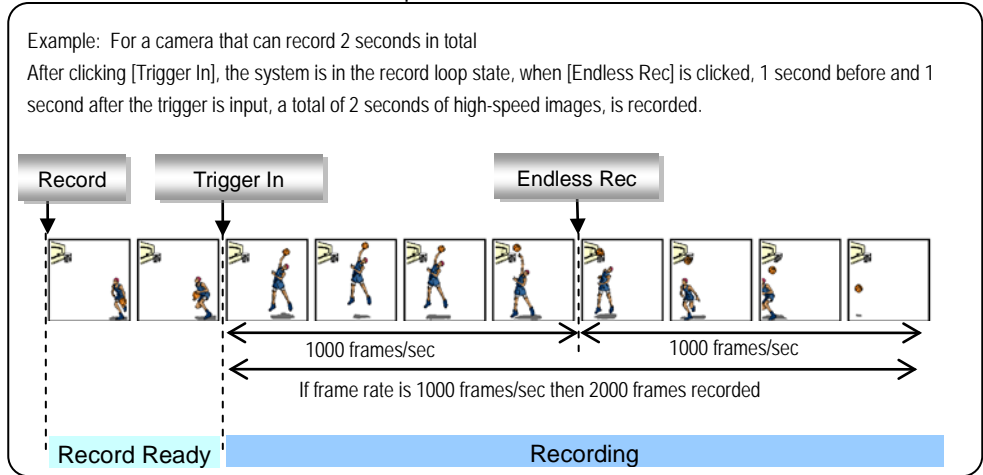 Example: For a camera that can record 2 seconds in total
After clicking [Trigger In], the system is in the record loop state, when [Endless Rec] is clicked, 1 second before and 1
second after the trigger is input, a total of 2 seconds of high-speed images, is recorded.
Record
Trigger In
Endless Rec
1000 frames/sec
1000 frames/sec
If frame rate is 1000 frames/sec then 2000 frames recorded
Record Ready
Recording